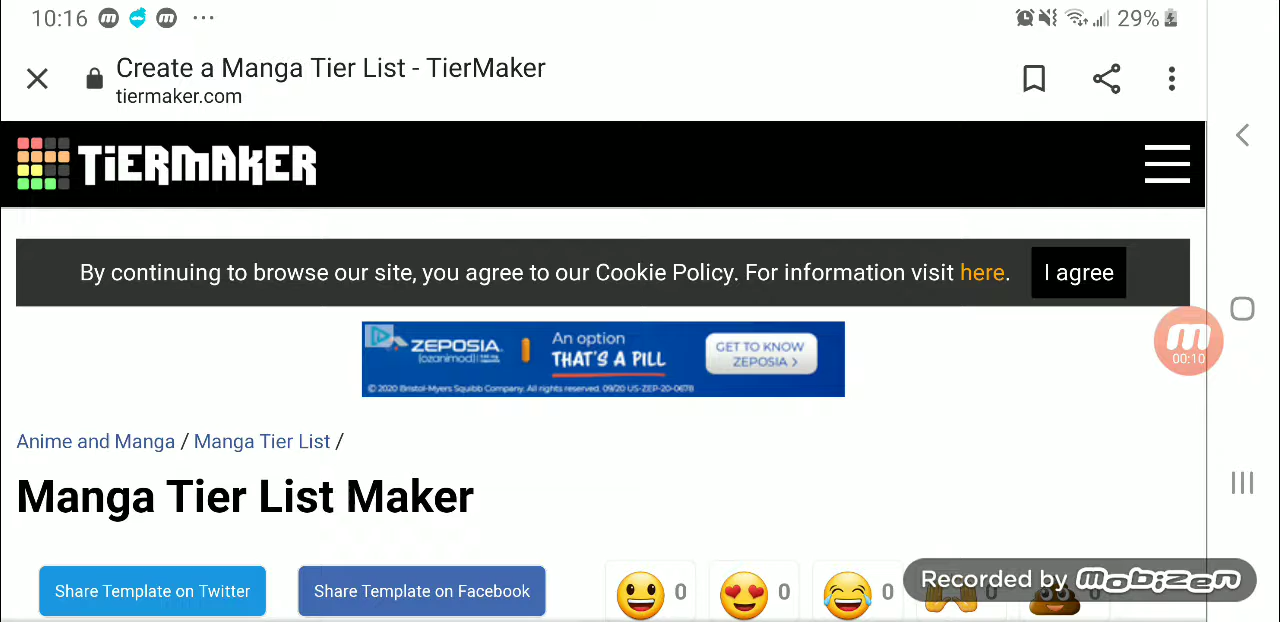 10:16
29%
Create a Manga Tier List - TierMaker
tiermaker.com
TiERMAKER
By continuing to browse our site, you agree to our Cookie Policy. For information visit here.
I agree
ZEPOSIA
(ozanimod)
An option
THAT'S A PILL
GET TO KNOW
ZEPOSIA >
© 2020 Bristol-Myers Squibb Company. All rights reserved. 09/20 US-ZEP-20-0678
m
00:10
Anime and Manga / Manga Tier List /
Manga Tier List Maker
Share Template on Twitter
Share Template on Facebook
0
0
0
0
0
Recorded by mobizen